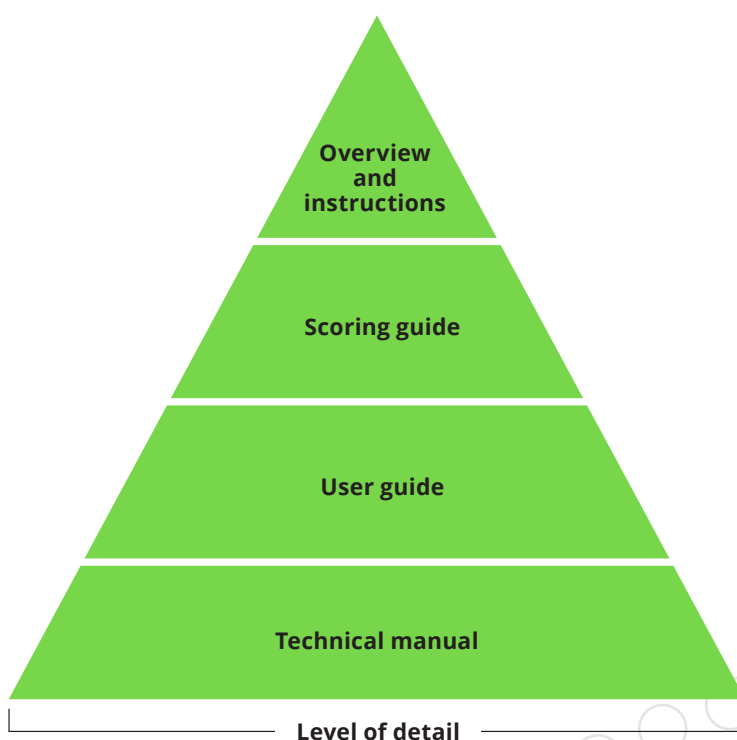 Overview
and
instructions
Scoring guide
User guide
Technical manual
Level of detail